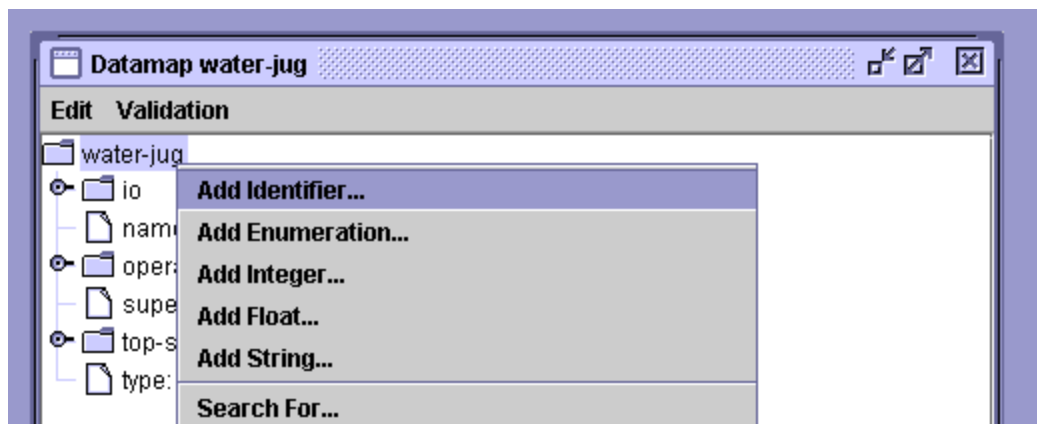 Datamap water-jug
Edit Validation
water-jug
io
Add Identifier...
Add Enumeration...
Add Integer...
Add Float...
Add String...
type:
Search For...